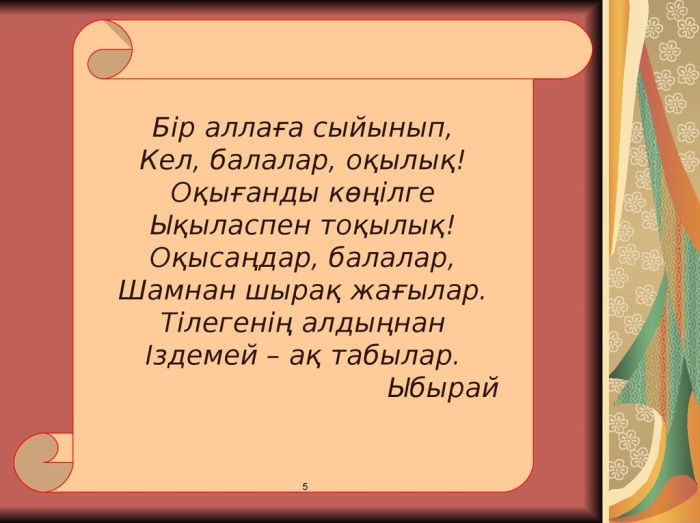 Бір аллаға сыйынып,
Кел, балалар, оқылық!
Оқығанды көңілге
Ықыласпен тоқылық!
Оқысаңдар, балалар,
Шамнан шырақ жағылар.
Тілегенің алдыңнан
Іздемей – ақ табылар.
Ыбырай
5